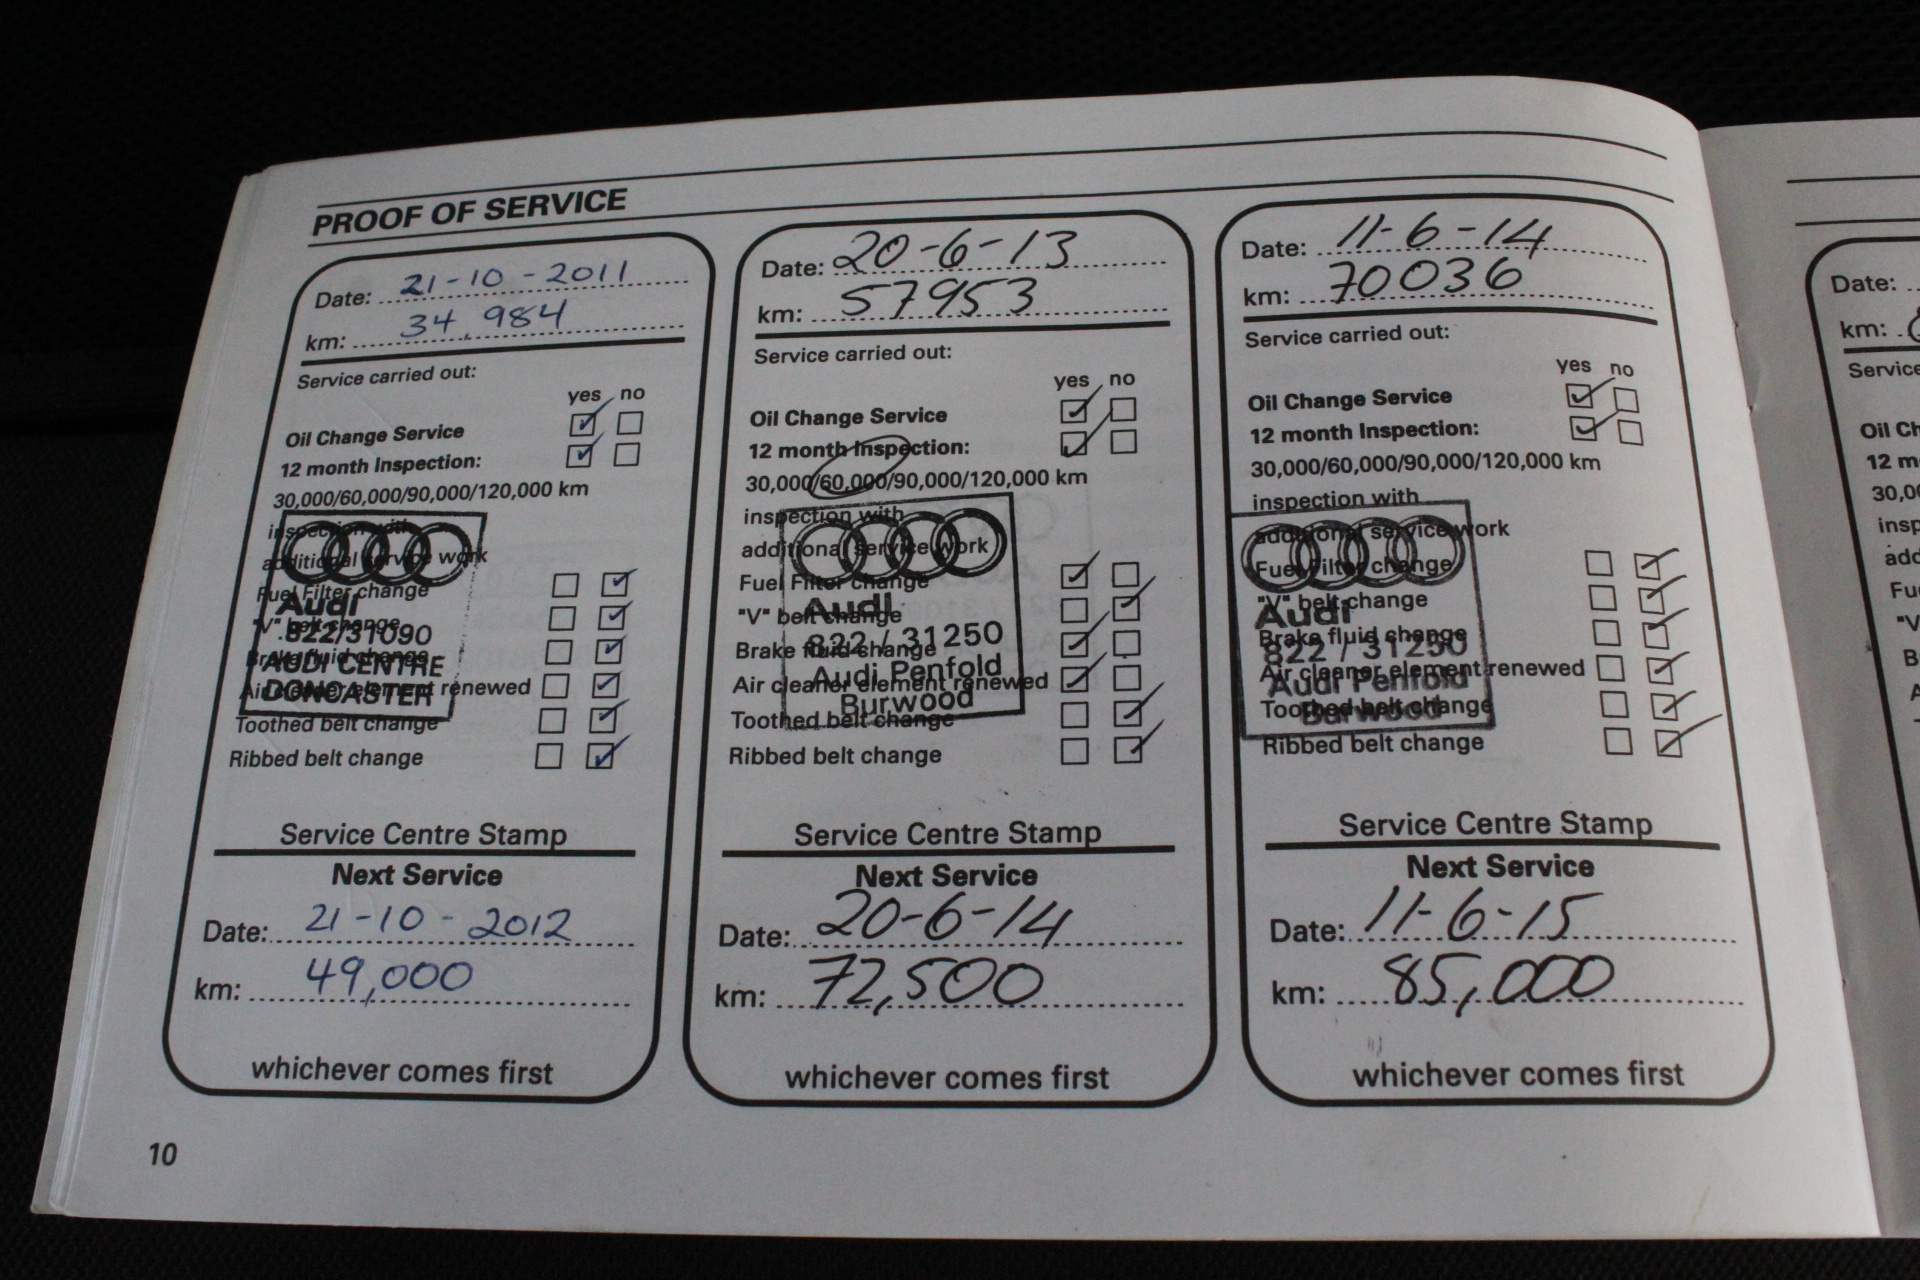 PROOF OF SERVICE
Date: 21-10-2011
km: 34,984
Service carried out:
yes no
Oil Change Service
12 month Inspection:
30,000/60,000/90,000/120,000 km
inspection with
additional service work
Fuel Filter change
"V" belt change
Brake fluid change
Air cleaner element renewed
Toothed belt change
Ribbed belt change
Audi
822/31090
AUDI CENTRE
DONCASTER
Service Centre Stamp
Next Service
Date: 21-10-2012
km: 49,000
whichever comes first
Date: 20-6-13
km: 57953
Service carried out:
yes no
Oil Change Service
12 month Inspection:
30,000/60,000/90,000/120,000 km
inspection with
additional service work
Fuel Filter change
"V" belt change
Brake fluid change
Air cleaner element renewed
Toothed belt change
Ribbed belt change
Audi
822 / 31250
Audi Penfold
Burwood
Service Centre Stamp
Next Service
Date: 20-6-14
km: 72,500
whichever comes first
Date: 11-6-14
km: 70036
Service carried out:
yes no
Oil Change Service
12 month Inspection:
30,000/60,000/90,000/120,000 km
inspection with
additional service work
Fuel Filter change
"V" belt change
Brake fluid change
Air cleaner element renewed
Toothed belt change
Ribbed belt change
Audi
822 / 31250
Audi Penfold
Burwood
Service Centre Stamp
Next Service
Date: 11-6-15
km: 85,000
whichever comes first
10
Date:
km:
Service